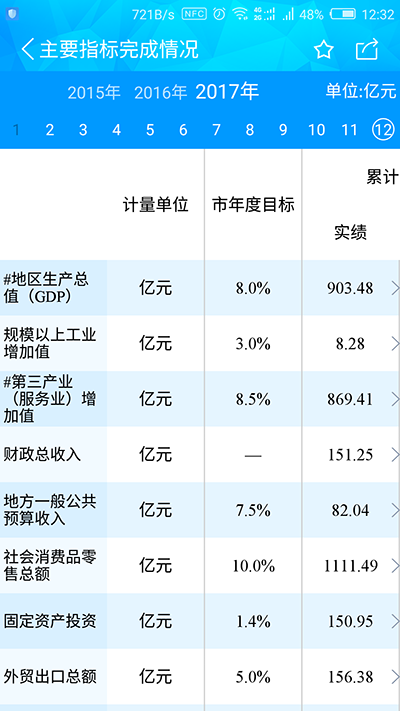 721B/s NFC 4G 3G 48% 12:32
主要指标完成情况
2015年 2016年 2017年 单位:亿元
1 2 3 4 5 6 7 8 9 10 11 12
累计
计量单位 市年度目标
实绩
#地区生产总
值（GDP） 亿元 8.0% 903.48
规模以上工业
增加值 亿元 3.0% 8.28
#第三产业
（服务业）增
加值 亿元 8.5% 869.41
财政总收入 亿元 — 151.25
地方一般公共
预算收入 亿元 7.5% 82.04
社会消费品零
售总额 亿元 10.0% 1111.49
固定资产投资 亿元 1.4% 150.95
外贸出口总额 亿元 5.0% 156.38